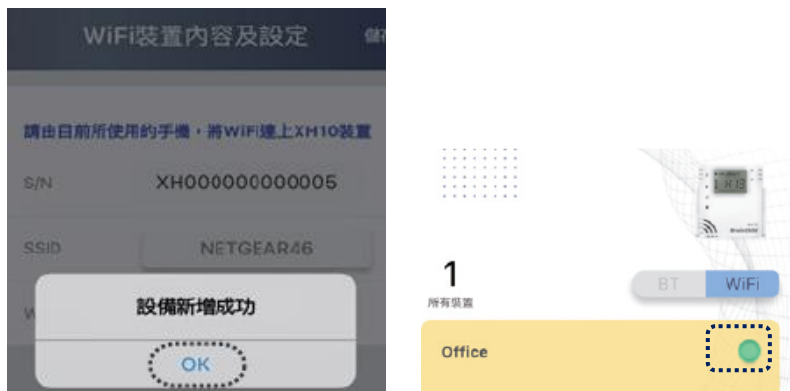 WiFi裝置內容及設定
請由目前所使用的手機，將WiFi連上XH10裝置
S/N XH000000000005
SSID NETGEAR46
設備新增成功
OK
1
所有裝置
BT WiFi
Office